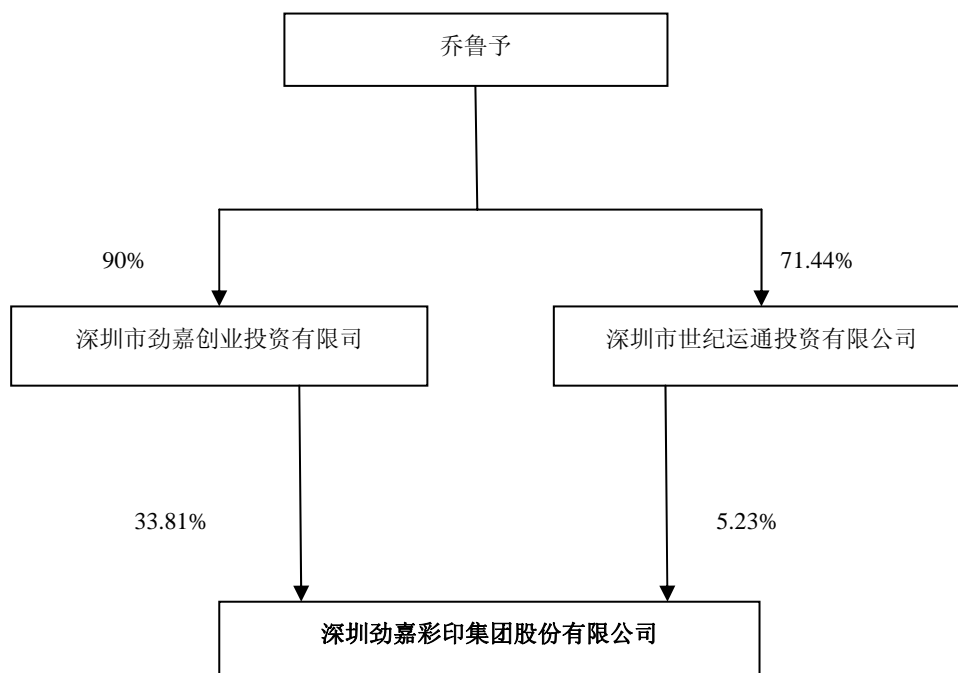 乔鲁予
90%
71.44%
深圳市劲嘉创业投资有限司
深圳市世纪运通投资有限公司
33.81%
5.23%
深圳劲嘉彩印集团股份有限公司